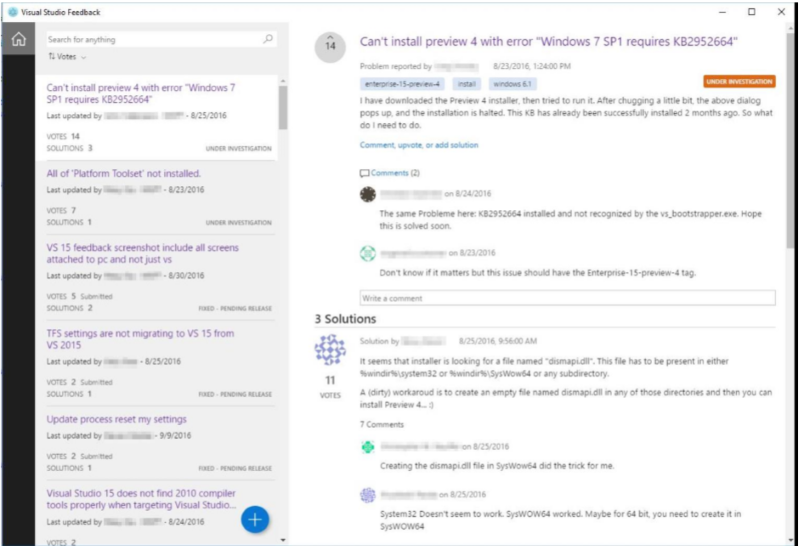 Visual Studio Feedback
Search for anything
Votes
Can't install preview 4 with error "Windows 7
SP1 requires KB2952664"
Last updated by - 8/25/2016
VOTES 14
SOLUTIONS 3 UNDER INVESTIGATION
All of 'Platform Toolset' not installed.
Last updated by - 8/23/2016
VOTES 7
SOLUTIONS 1 UNDER INVESTIGATION
VS 15 feedback screenshot include all screens
attached to pc and not just vs
Last updated by - 8/30/2016
VOTES 5 Submitted
SOLUTIONS 2 FIXED - PENDING RELEASE
TFS settings are not migrating to VS 15 from
VS 2015
Last updated by - 8/25/2016
VOTES 2 Submitted
SOLUTIONS 1 FIXED - PENDING RELEASE
Update process reset my settings
Last updated by - 9/9/2016
VOTES 2 Submitted
SOLUTIONS 1 FIXED - PENDING RELEASE
Visual Studio 15 does not find 2010 compiler
tools properly when targeting Visual Studio...
Last updated by - 8/24/2016
VOTES 2
14
Can't install preview 4 with error "Windows 7 SP1 requires KB2952664"
Problem reported by 8/23/2016, 1:24:00 PM
enterprise-15-preview-4 install windows 6.1 UNDER INVESTIGATION
I have downloaded the Preview 4 installer, then tried to run it. After chugging a little bit, the above dialog
pops up, and the installation is halted. This KB has already been successfully installed 2 months ago. So what
do I need to do.
Comment, upvote, or add solution
Comments (2)
on 8/24/2016
The same Probleme here: KB2952664 installed and not recognized by the vs_bootstrapper.exe. Hope
this is solved soon.
on 8/23/2016
Don't know if it matters but this issue should have the Enterprise-15-preview-4 tag.
Write a comment
3 Solutions
Solution by 8/25/2016, 9:56:00 AM
It seems that installer is looking for a file named "dismapi.dll". This file has to be present in either
%windir%\system32 or %windir%\SysWow64 or any subdirectory.
11
VOTES
A (dirty) workaroud is to create an empty file named dismapi.dll in any of those directories and then you can
install Preview 4... :)
7 Comments
on 8/25/2016
Creating the dismapi.dll file in SysWow64 did the trick for me.
on 8/25/2016
System32 Doesn't seem to work. SysWOW64 worked. Maybe for 64 bit, you need to create it in
SysWOW64